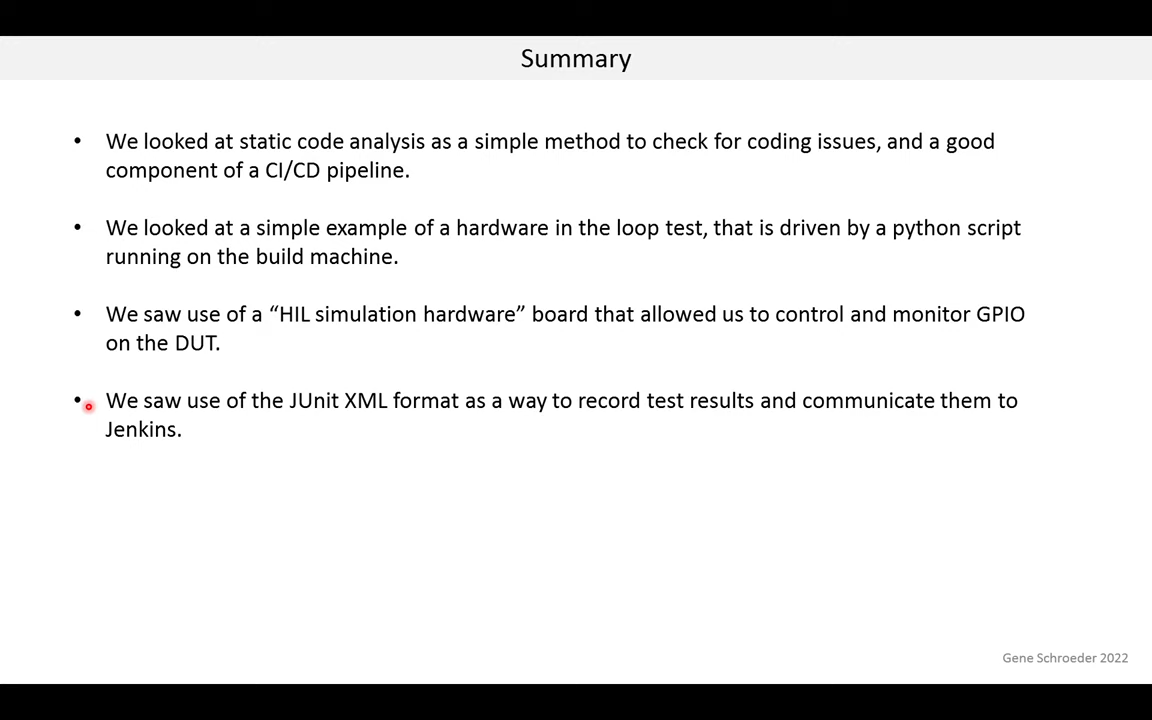 Summary
• We looked at static code analysis as a simple method to check for coding issues, and a good
component of a CI/CD pipeline.
• We looked at a simple example of a hardware in the loop test, that is driven by a python script
running on the build machine.
• We saw use of a “HIL simulation hardware” board that allowed us to control and monitor GPIO
on the DUT.
• We saw use of the JUnit XML format as a way to record test results and communicate them to
Jenkins.
Gene Schroeder 2022